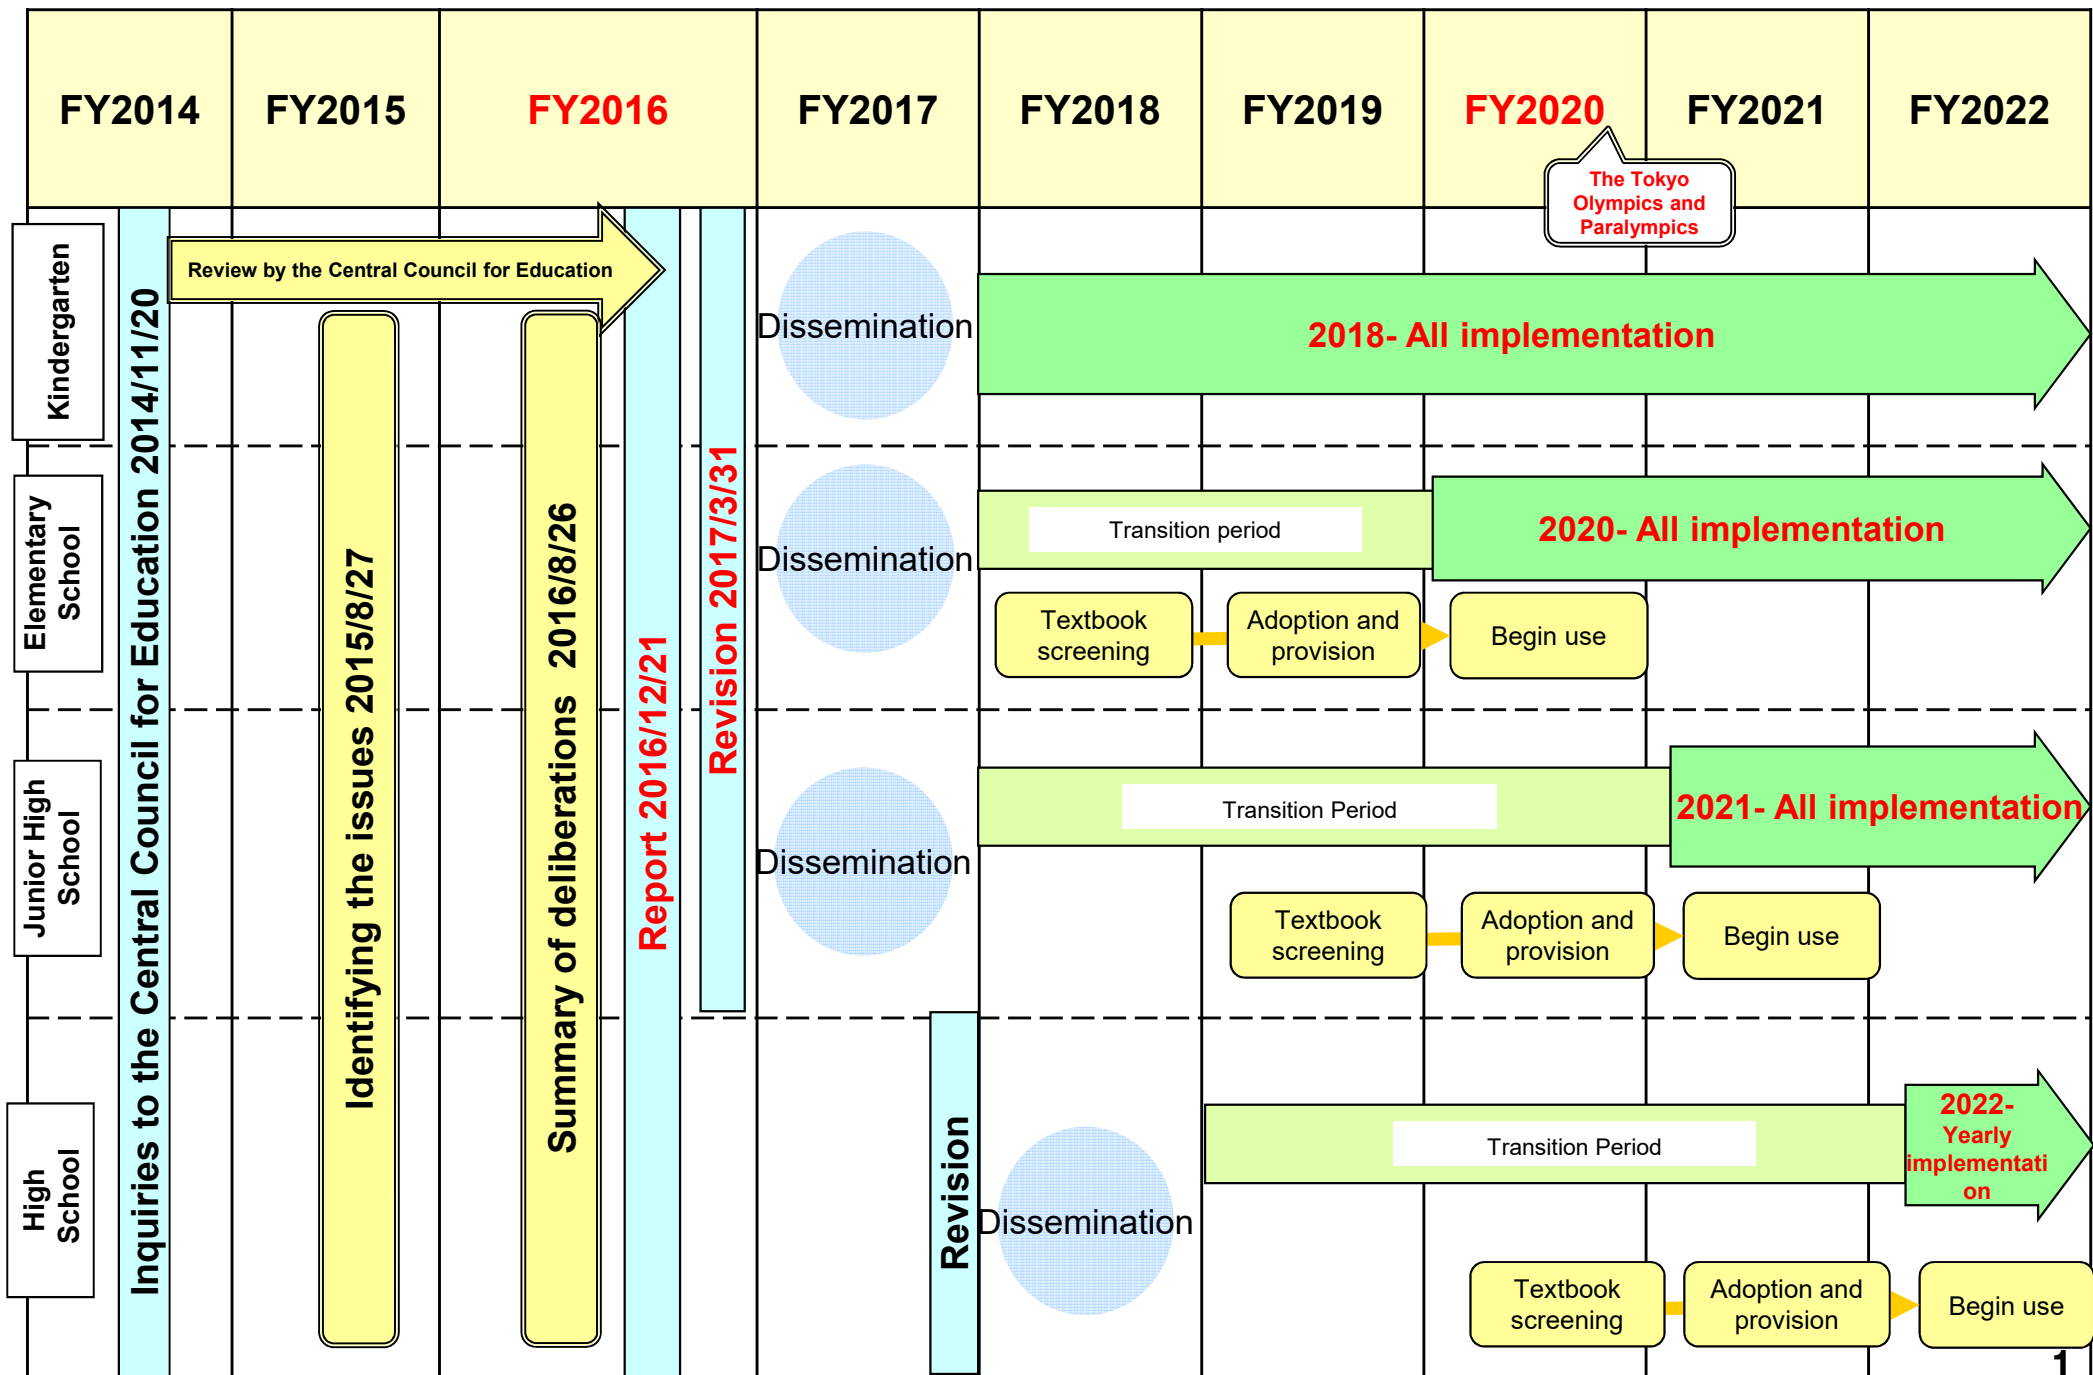 FY2014
FY2015
FY2016
FY2017
FY2018
FY2019
FY2020
FY2021
FY2022
The Tokyo
Olympics and
Paralympics
Inquiries to the Central Council for Education 2014/11/20
Review by the Central Council for Education
Identifying the issues 2015/8/27
Summary of deliberations 2016/8/26
Report 2016/12/21
Revision 2017/3/31
Kindergarten
Dissemination
2018- All implementation
Elementary
School
Dissemination
Transition period
2020- All implementation
Textbook
screening
Adoption and
provision
Begin use
Junior High
School
Dissemination
Transition Period
2021- All implementation
Textbook
screening
Adoption and
provision
Begin use
High
School
Revision
Dissemination
Transition Period
2022-
Yearly
implementati
on
Textbook
screening
Adoption and
provision
Begin use
1